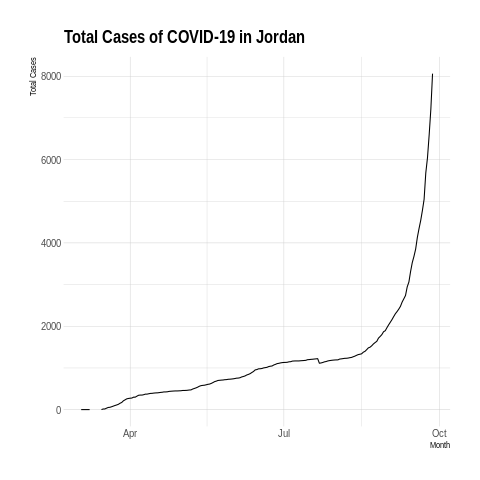 Total Cases of COVID-19 in Jordan
Total Cases
8000
6000
4000
2000
0
Apr
Jul
Oct
Month